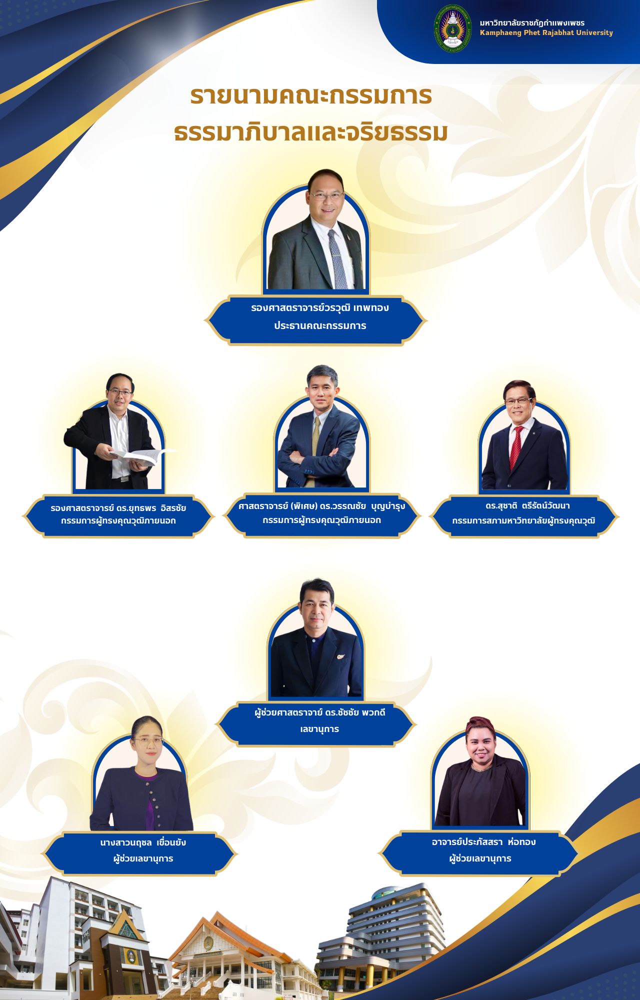 มหาวิทยาลัยราชภัฏกำแพงเพชร
Kamphaeng Phet Rajabhat University
KAMPHAENG PHET RAJABHAT UNIVERSITY
รายนามคณะกรรมการ
ธรรมาภิบาลและจริยธรรม
รองศาสตราจารย์วรวุฒิ เทพทอง
ประธานคณะกรรมการ
รองศาสตราจารย์ ดร.ยุทธพร อิสรชัย
กรรมการผู้ทรงคุณวุฒิภายนอก
ศาสตราจารย์ (พิเศษ) ดร.วรรณชัย บุญบำรุง
กรรมการผู้ทรงคุณวุฒิภายนอก
ดร.สุชาติ ตรีรัตน์วัฒนา
กรรมการสภามหาวิทยาลัยผู้ทรงคุณวุฒิ
ผู้ช่วยศาสตราจาย์ ดร.ชัชชัย พวกดี
เลขานุการ
นางสาวนฤชล เขื่อนยัง
ผู้ช่วยเลขานุการ
อาจารย์ประภัสสรา ห่อทอง
ผู้ช่วยเลขานุการ